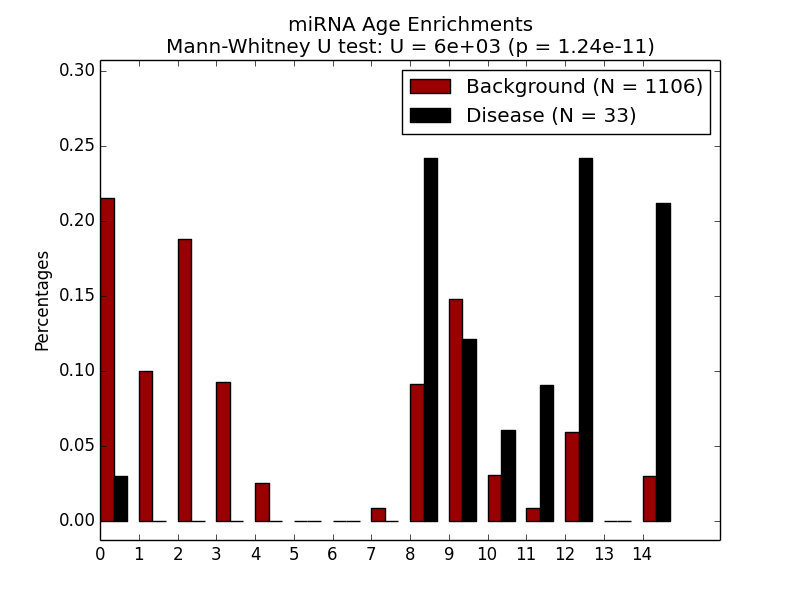 miRNA Age Enrichments
Mann-Whitney U test: U = 6e+03 (p = 1.24e-11)
0.30
0.25
0.20
0.15
0.10
0.05
0.00
Percentages
Background (N = 1106)
Disease (N = 33)
0 1 2 3 4 5 6 7 8 9 10 11 12 13 14